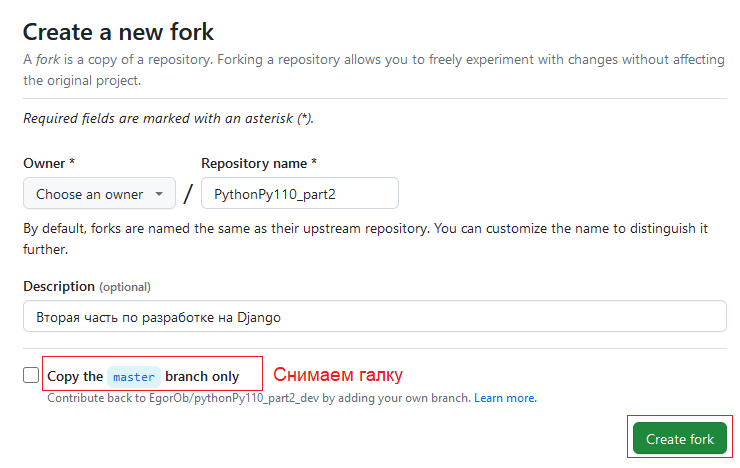 Create a new fork
A fork is a copy of a repository. Forking a repository allows you to freely experiment with changes without affecting
the original project.
Required fields are marked with an asterisk (*).
Owner * Repository name *
Choose an owner / PythonPy110_part2
By default, forks are named the same as their upstream repository. You can customize the name to distinguish it
further.
Description (optional)
Вторая часть по разработке на Django
Copy the master branch only Снимаем галку
Contribute back to EgorOb/pythonPy110_part2_dev by adding your own branch. Learn more.
Create fork